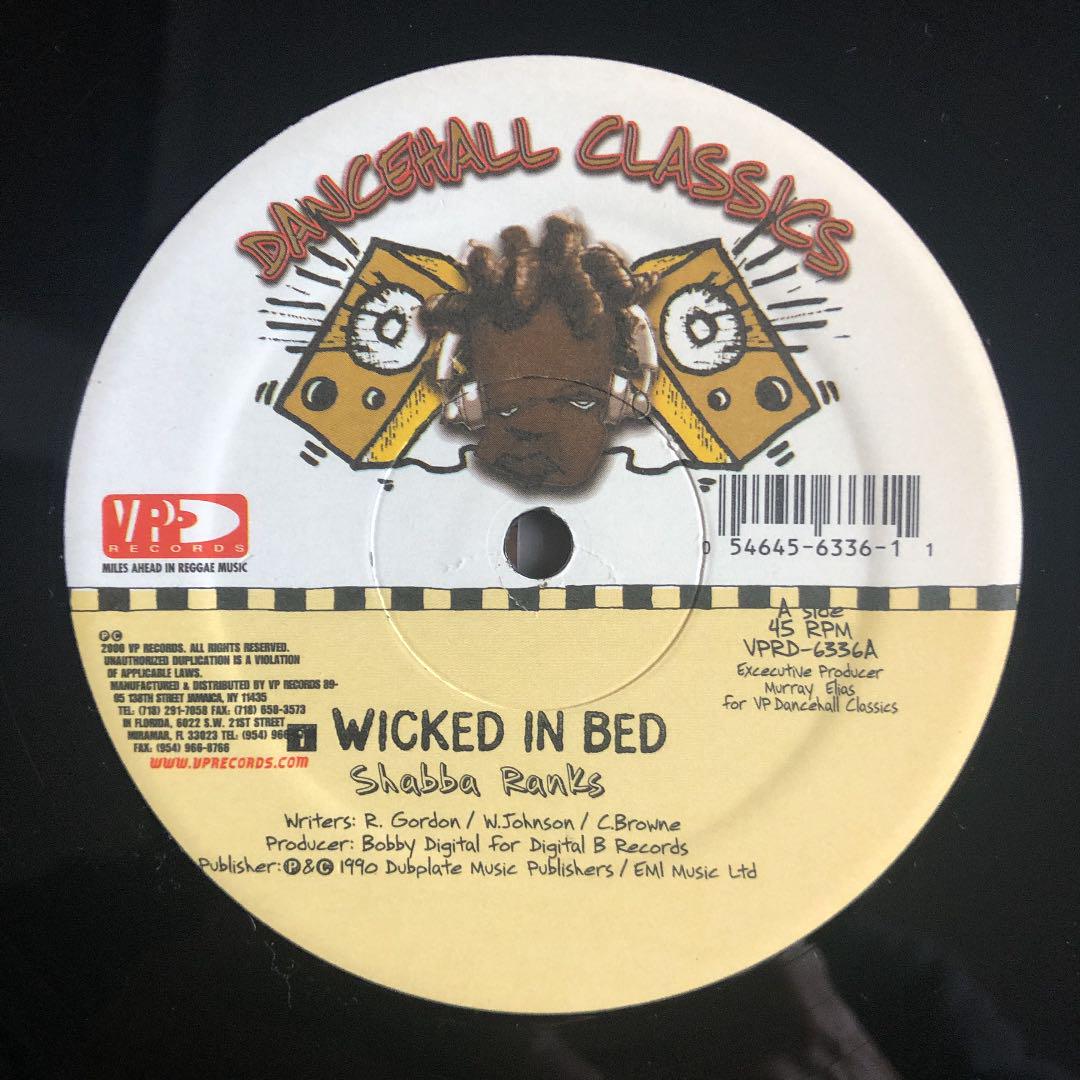 DANCEHALL CLASSICS
VP
RECORDS
MILES AHEAD IN REGGAE MUSIC
0 54645-6336-1 1
A side
45 RPM
VPRD-6336A
Excecutive Producer
Murray Elias
for VP Dancehall Classics
℗©
2000 VP RECORDS. ALL RIGHTS RESERVED.
UNAUTHORIZED DUPLICATION IS A VIOLATION
OF APPLICABLE LAWS.
MANUFACTURED & DISTRIBUTED BY VP RECORDS 89-
95 138TH STREET JAMAICA, NY 11435
TEL: (718) 291-7058 FAX: (718) 658-3573
IN FLORIDA, 6022 S.W. 21ST STREET
MIRAMAR, FL 33023 TEL: (954) 966
FAX: (954) 966-8766
WWW.VPRECORDS.COM
1 WICKED IN BED
Shabba Ranks
Writers: R. Gordon / W.Johnson / C.Browne
Producer: Bobby Digital for Digital B Records
Publisher: ℗&© 1990 Dubplate Music Publishers / EMI Music Ltd